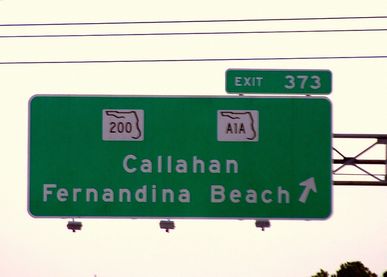 EXIT 373
200 A1A
Callahan
Fernandina Beach